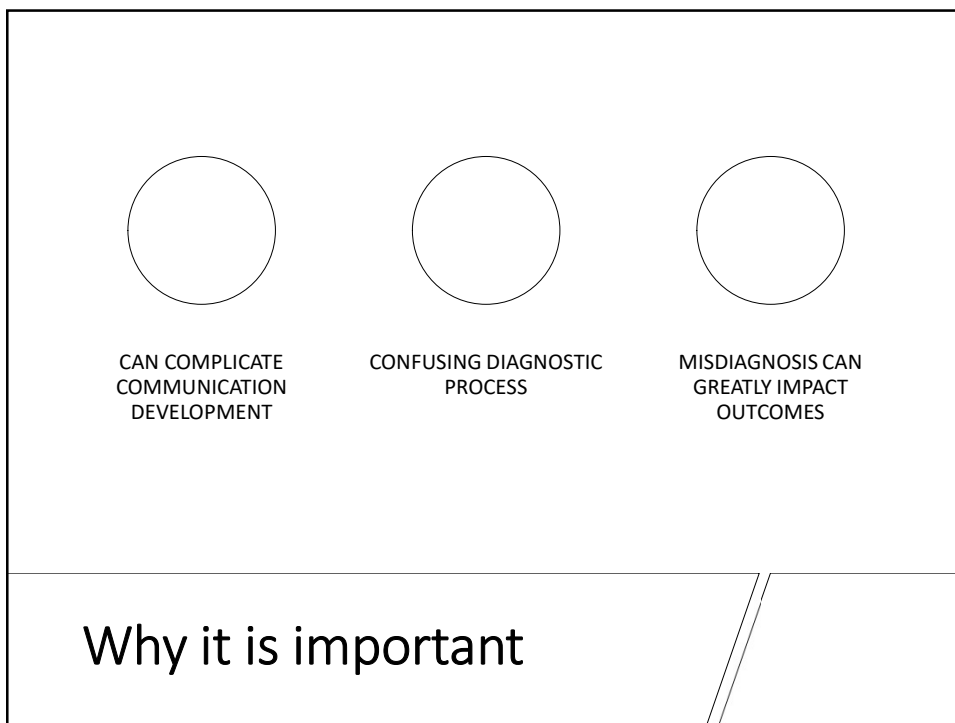 CAN COMPLICATE
COMMUNICATION
DEVELOPMENT
CONFUSING DIAGNOSTIC
PROCESS
MISDIAGNOSIS CAN
GREATLY IMPACT
OUTCOMES
Why it is important